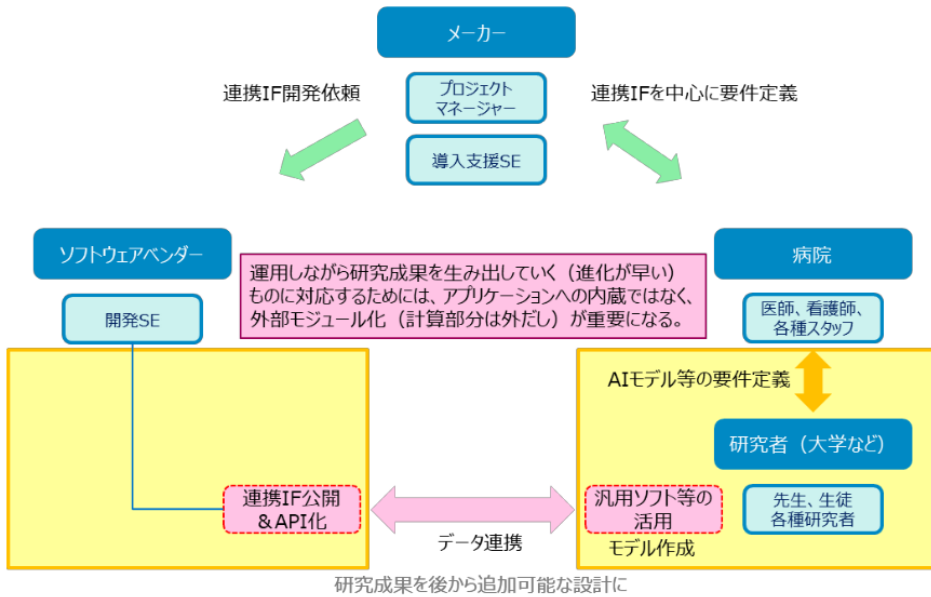 メーカー
連携IF開発依頼
プロジェクト
マネージャー
連携IFを中心に要件定義
導入支援SE
ソフトウェアベンダー
病院
運用しながら研究成果を生み出していく（進化が早い）
ものに対応するためには、アプリケーションへの内蔵ではなく、
外部モジュール化（計算部分は外だし）が重要になる。
開発SE
医師、看護師、
各種スタッフ
AIモデル等の要件定義
研究者（大学など）
連携IF公開
＆API化
汎用ソフト等の
活用
先生、生徒
各種研究者
データ連携
モデル作成
研究成果を後から追加可能な設計に